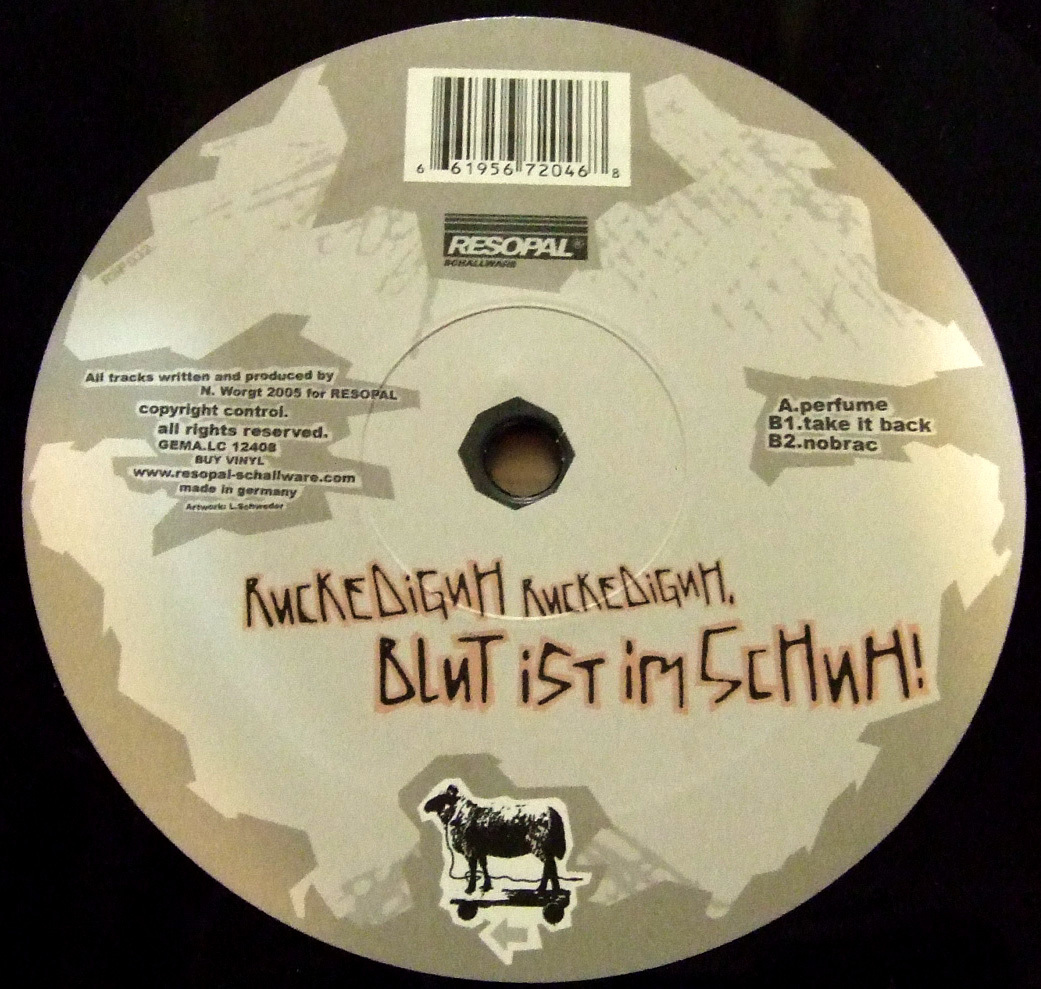 6 61956 72046 8
RESOPAL®
SCHALLWARE
All tracks written and produced by
N. Worgt 2005 for RESOPAL
copyright control.
all rights reserved.
GEMA.LC 12408
BUY VINYL
www.resopal-schallware.com
made in germany
Artwork: L.Schweder
A.perfume
B1.take it back
B2.nobrac
RUCKEDIGUH RUCKEDIGUH,
BLUT IST IM SCHUH!